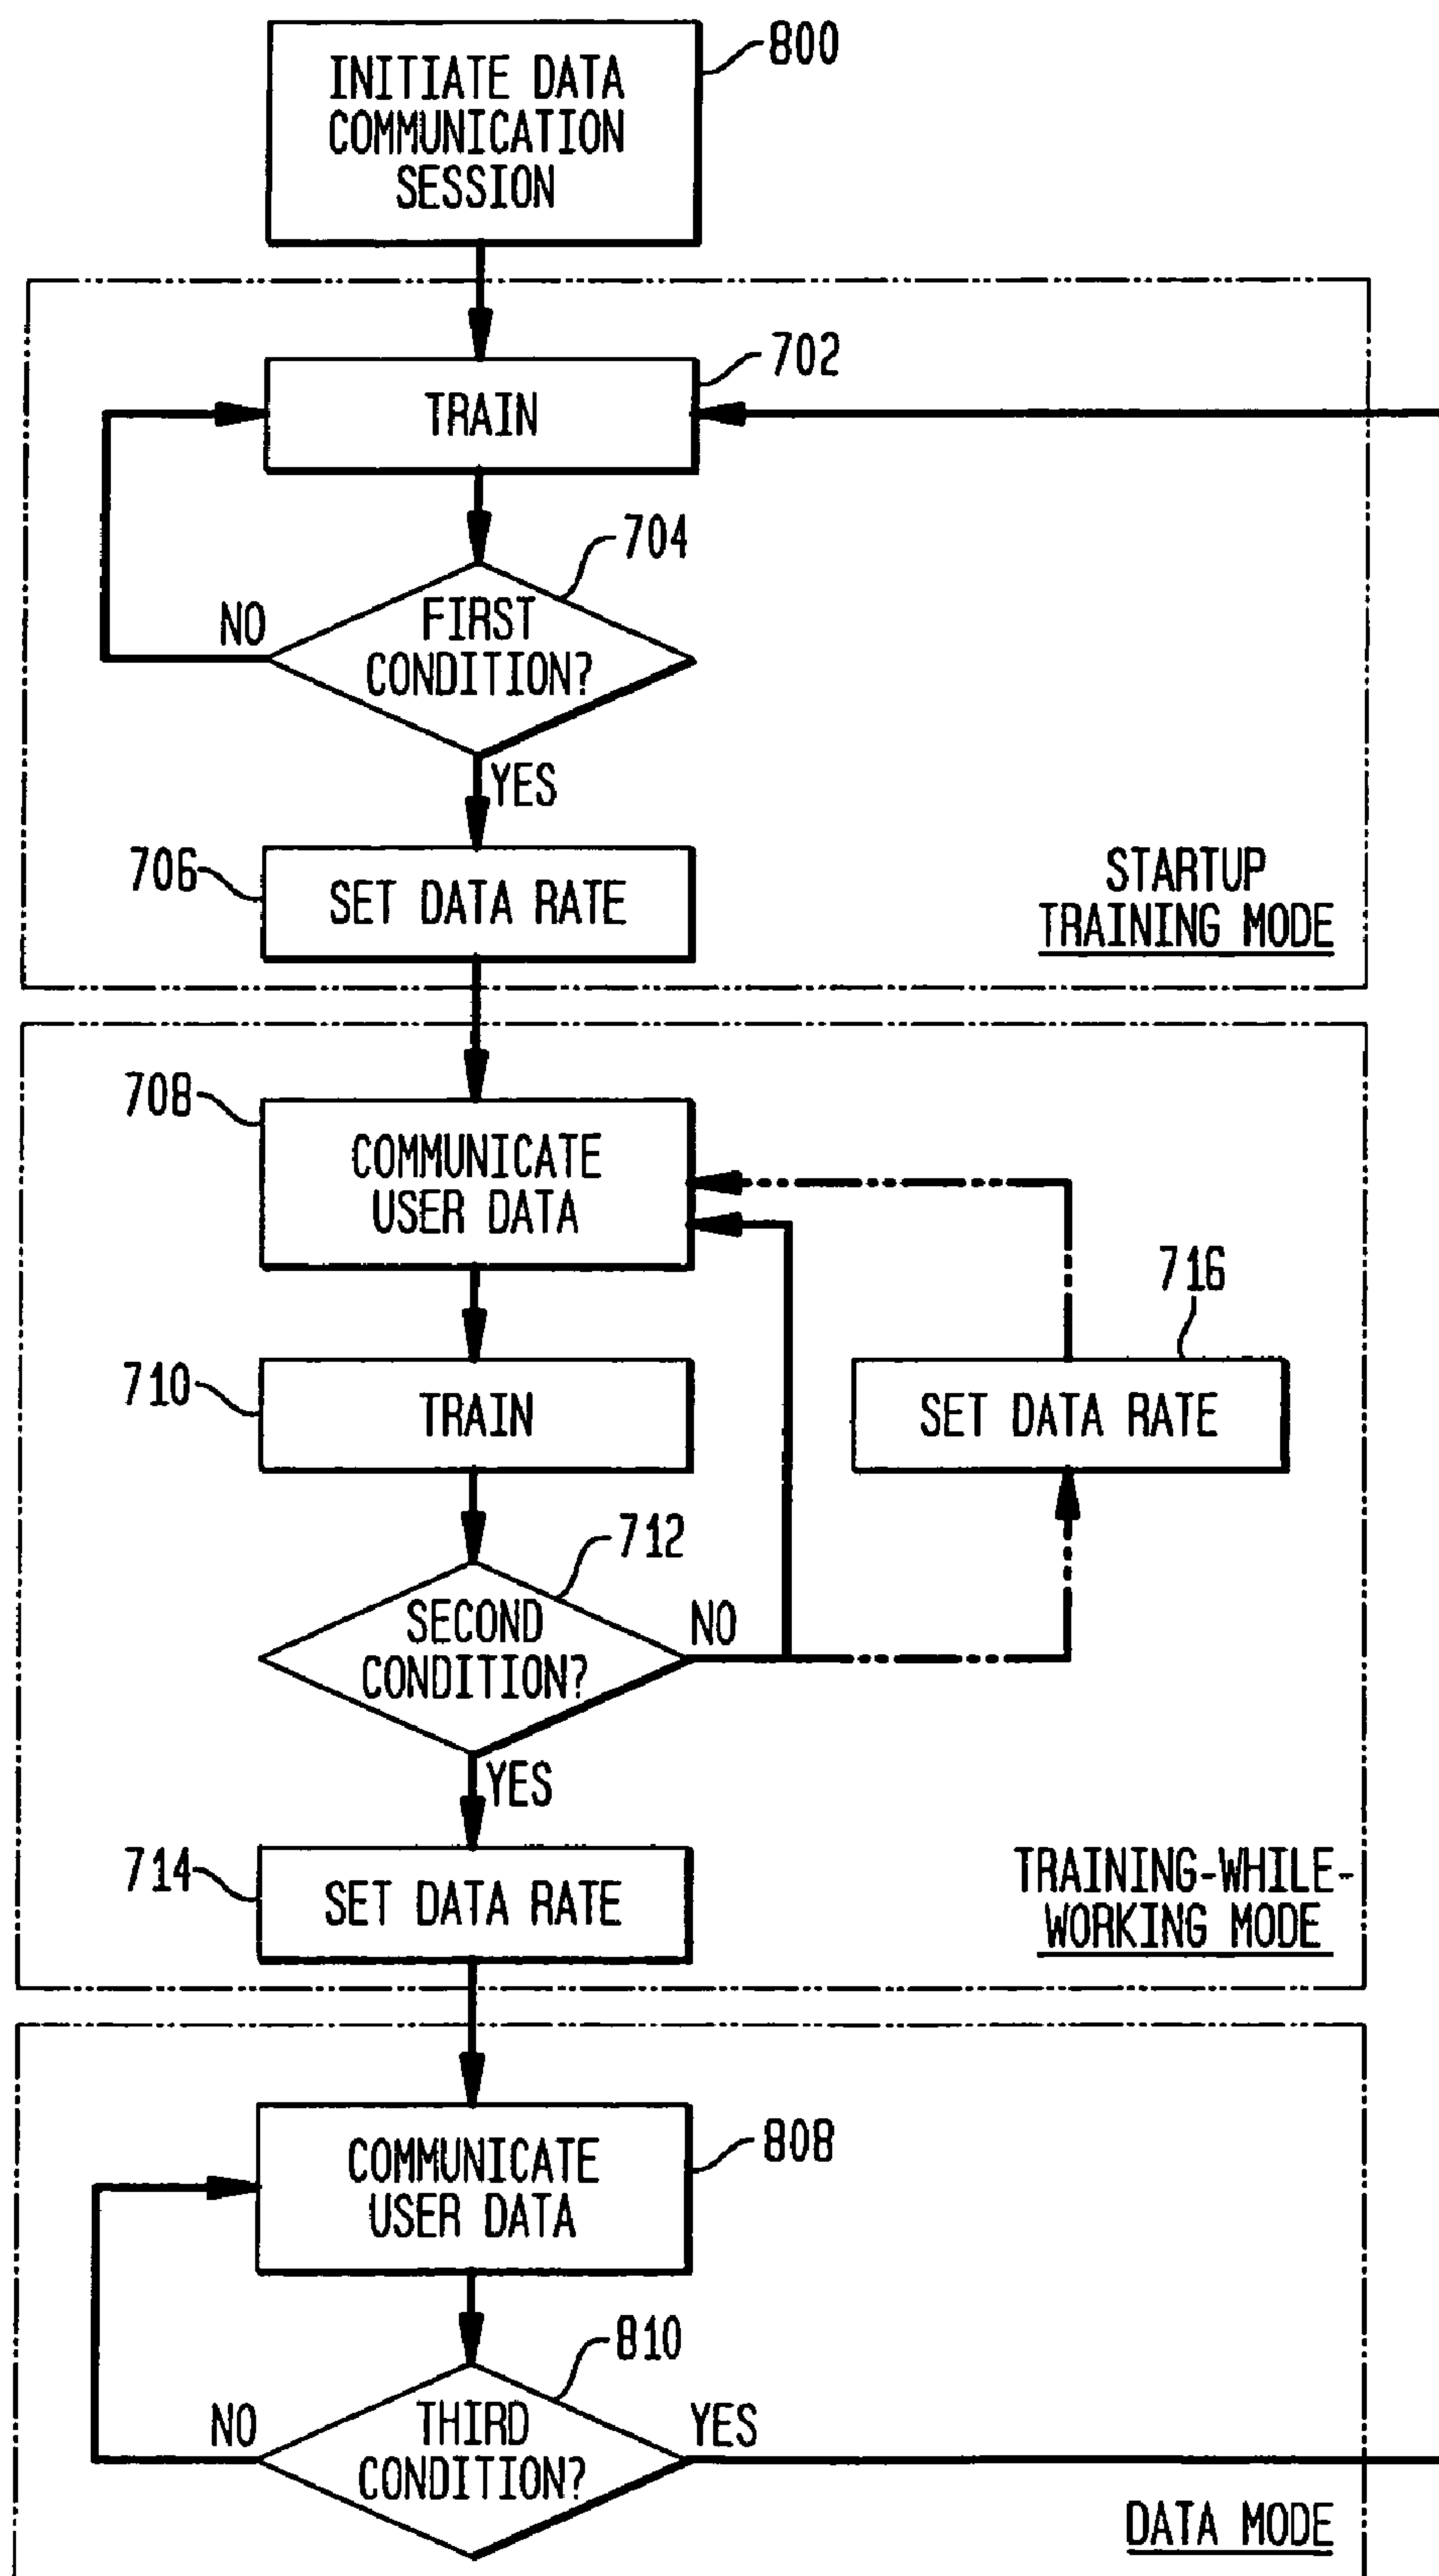 INITIATE DATA
COMMUNICATION
SESSION
800
TRAIN
702
FIRST
CONDITION?
704
NO
YES
SET DATA RATE
706
STARTUP
TRAINING MODE
COMMUNICATE
USER DATA
708
TRAIN
710
SET DATA RATE
716
SECOND
CONDITION?
712
NO
YES
SET DATA RATE
714
TRAINING-WHILE-
WORKING MODE
COMMUNICATE
USER DATA
808
THIRD
CONDITION?
810
NO
YES
DATA MODE